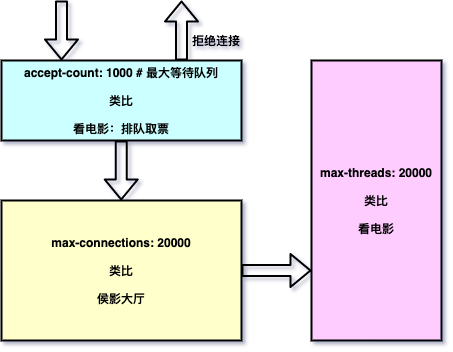 拒绝连接
accept-count: 1000 # 最大等待队列
类比
看电影：排队取票
max-connections: 20000
类比
侯影大厅
max-threads: 20000
类比
看电影